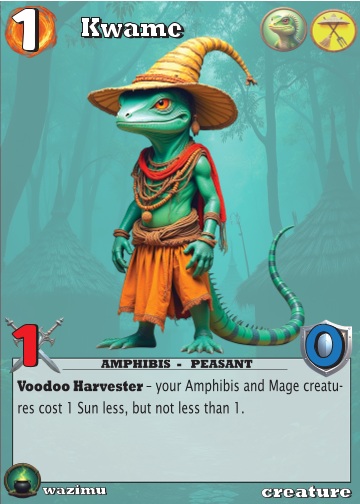 1 Kwame
1 0
AMPHIBIS - PEASANT
Voodoo Harvester - your Amphibis and Mage creatu-
res cost 1 Sun less, but not less than 1.
wazimu creature